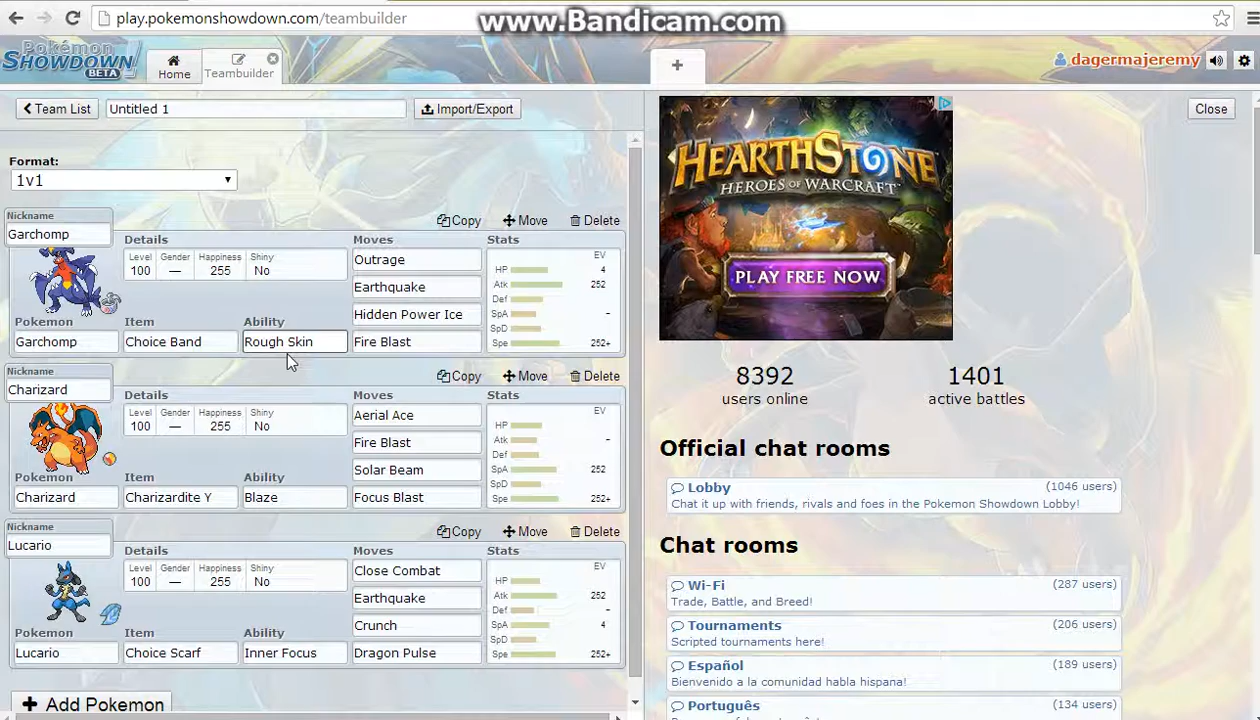 play.pokemonshowdown.com/teambuilder
www.Bandicam.com
Pokémon
SHOWDOWN
BETA
Home
Teambuilder
+
dagermajeremy
Team List
Untitled 1
Import/Export
Close
Format:
1v1
Nickname
Garchomp
Copy Move Delete
Details
Level Gender Happiness Shiny
100 — 255 No
Pokemon Item Ability
Garchomp Choice Band Rough Skin
Moves
Outrage
Earthquake
Hidden Power Ice
Fire Blast
Stats
EV
HP 4
Atk 252
Def
SpA -
SpD
Spe 252+
Nickname
Charizard
Copy Move Delete
Details
Level Gender Happiness Shiny
100 — 255 No
Pokemon Item Ability
Charizard Charizardite Y Blaze
Moves
Aerial Ace
Fire Blast
Solar Beam
Focus Blast
Stats
EV
HP
Atk -
Def
SpA 252
SpD
Spe 252+
Nickname
Lucario
Copy Move Delete
Details
Level Gender Happiness Shiny
100 — 255 No
Pokemon Item Ability
Lucario Choice Scarf Inner Focus
Moves
Close Combat
Earthquake
Crunch
Dragon Pulse
Stats
EV
HP
Atk 252
Def -
SpA 4
SpD
Spe 252+
Add Pokemon
HEARTHSTONE
HEROES OF WARCRAFT
PLAY FREE NOW
8392 1401
users online active battles
Official chat rooms
Lobby (1046 users)
Chat it up with friends, rivals and foes in the Pokemon Showdown Lobby!
Chat rooms
Wi-Fi (287 users)
Trade, Battle, and Breed!
Tournaments (206 users)
Scripted tournaments here!
Español (189 users)
Bienvenido a la comunidad habla hispana!
Português (134 users)